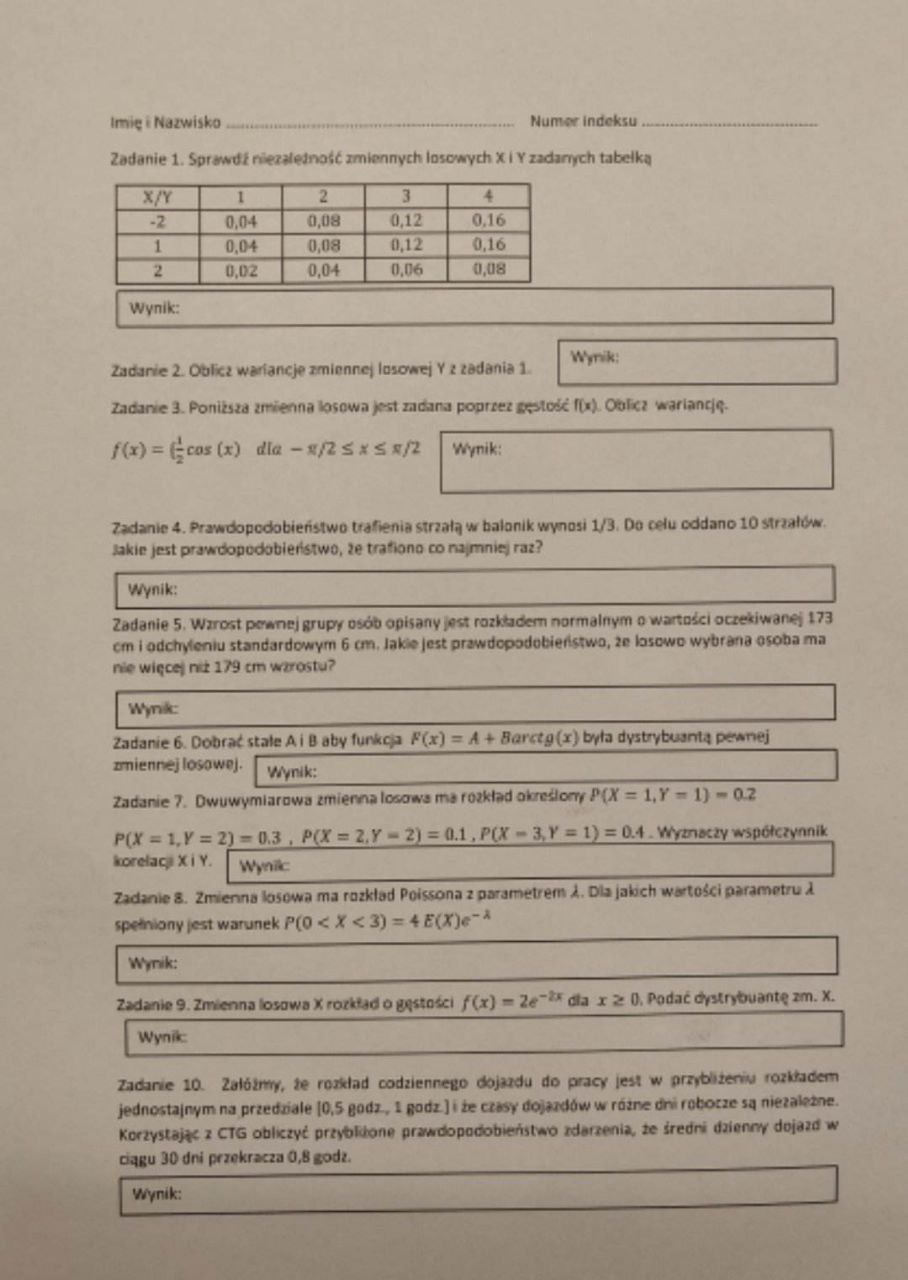 Imię i Nazwisko ........................................................ Numer indeksu ...................................
Zadanie 1. Sprawdź niezależność zmiennych losowych X i Y zadanych tabelką
X/Y 1 2 3 4
-2 0,04 0,08 0,12 0,16
1 0,04 0,08 0,12 0,16
2 0,02 0,04 0,06 0,08
Wynik:
Zadanie 2. Oblicz wariancje zmiennej losowej Y z zadania 1.
Wynik:
Zadanie 3. Poniższa zmienna losowa jest zadana poprzez gęstość f(x). Oblicz wariancję.
f(x) = {1/2 cos (x) dla − π/2 ≤ x ≤ π/2
Wynik:
Zadanie 4. Prawdopodobieństwo trafienia strzałą w balonik wynosi 1/3. Do celu oddano 10 strzałów.
Jakie jest prawdopodobieństwo, że trafiono co najmniej raz?
Wynik:
Zadanie 5. Wzrost pewnej grupy osób opisany jest rozkładem normalnym o wartości oczekiwanej 173
cm i odchyleniu standardowym 6 cm. Jakie jest prawdopodobieństwo, że losowo wybrana osoba ma
nie więcej niż 179 cm wzrostu?
Wynik:
Zadanie 6. Dobrać stałe A i B aby funkcja F(x) = A + Barctg(x) była dystrybuantą pewnej
zmiennej losowej.
Wynik:
Zadanie 7. Dwuwymiarowa zmienna losowa ma rozkład określony P(X = 1, Y = 1) = 0.2
P(X = 1, Y = 2) = 0.3 , P(X = 2, Y = 2) = 0.1 , P(X = 3, Y = 1) = 0.4 . Wyznaczy współczynnik
korelacji X i Y.
Wynik:
Zadanie 8. Zmienna losowa ma rozkład Poissona z parametrem λ. Dla jakich wartości parametru λ
spełniony jest warunek P(0 < X < 3) = 4 E(X)e^−λ
Wynik:
Zadanie 9. Zmienna losowa X rozkład o gęstości f(x) = 2e^−2x dla x ≥ 0. Podać dystrybuantę zm. X.
Wynik:
Zadanie 10. Załóżmy, że rozkład codziennego dojazdu do pracy jest w przybliżeniu rozkładem
jednostajnym na przedziale [0,5 godz., 1 godz.] i że czasy dojazdów w różne dni robocze są niezależne.
Korzystając z CTG obliczyć przybliżone prawdopodobieństwo zdarzenia, że średni dzienny dojazd w
ciągu 30 dni przekracza 0,8 godz.
Wynik: